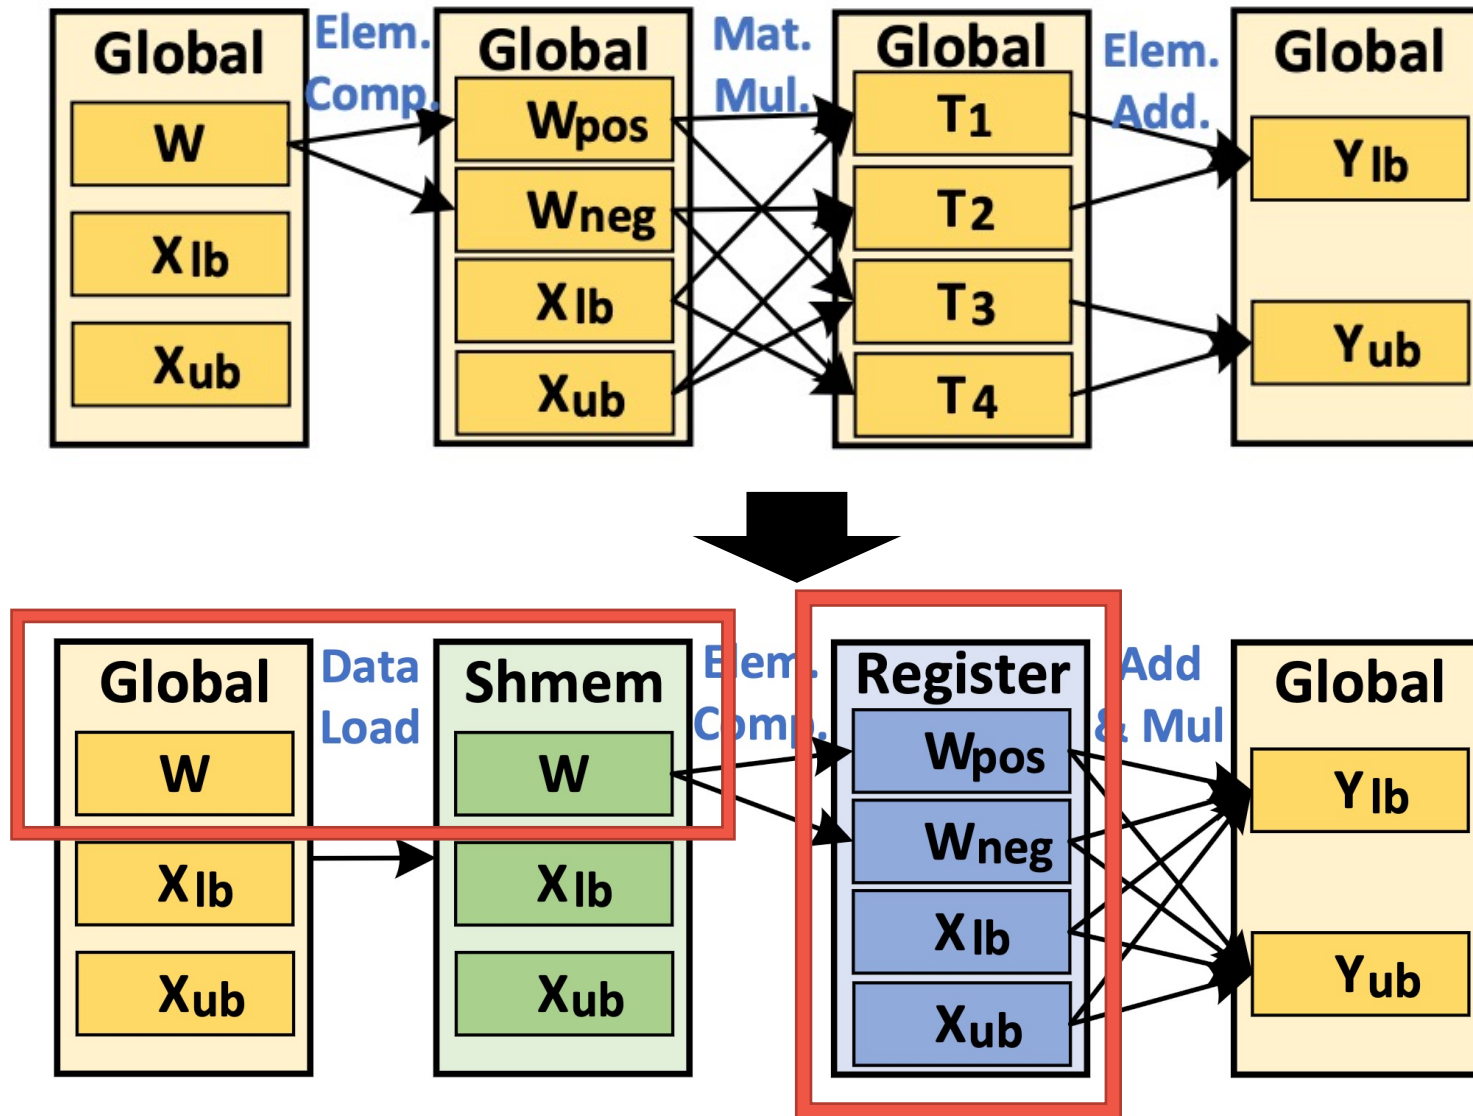 Global
W
Xlb
Xub
Elem.
Comp.
Global
Wpos
Wneg
Xlb
Xub
Mat.
Mul.
Global
T1
T2
T3
T4
Elem.
Add.
Global
Ylb
Yub
Global
W
Xlb
Xub
Data
Load
Shmem
W
Xlb
Xub
Elem.
Comp.
Register
Wpos
Wneg
Xlb
Xub
Add
& Mul
Global
Ylb
Yub